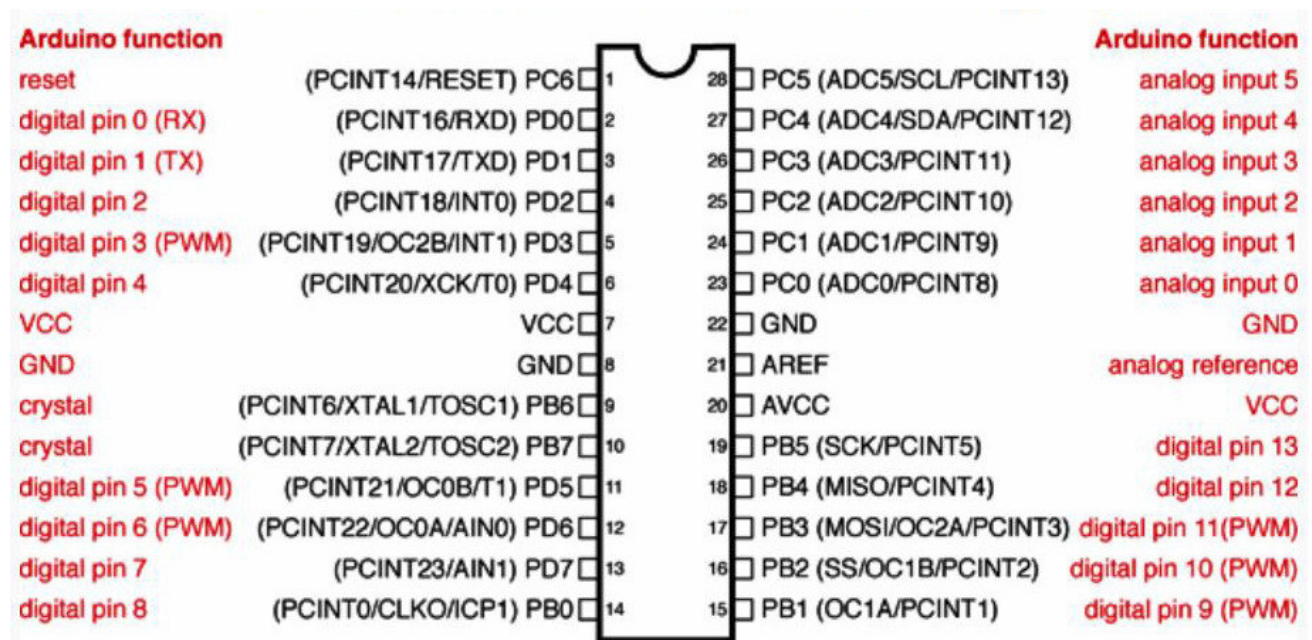 Arduino function Arduino function
reset (PCINT14/RESET) PC6 1 28 PC5 (ADC5/SCL/PCINT13) analog input 5
digital pin 0 (RX) (PCINT16/RXD) PD0 2 27 PC4 (ADC4/SDA/PCINT12) analog input 4
digital pin 1 (TX) (PCINT17/TXD) PD1 3 26 PC3 (ADC3/PCINT11) analog input 3
digital pin 2 (PCINT18/INT0) PD2 4 25 PC2 (ADC2/PCINT10) analog input 2
digital pin 3 (PWM) (PCINT19/OC2B/INT1) PD3 5 24 PC1 (ADC1/PCINT9) analog input 1
digital pin 4 (PCINT20/XCK/T0) PD4 6 23 PC0 (ADC0/PCINT8) analog input 0
VCC VCC 7 22 GND GND
GND GND 8 21 AREF analog reference
crystal (PCINT6/XTAL1/TOSC1) PB6 9 20 AVCC VCC
crystal (PCINT7/XTAL2/TOSC2) PB7 10 19 PB5 (SCK/PCINT5) digital pin 13
digital pin 5 (PWM) (PCINT21/OC0B/T1) PD5 11 18 PB4 (MISO/PCINT4) digital pin 12
digital pin 6 (PWM) (PCINT22/OC0A/AIN0) PD6 12 17 PB3 (MOSI/OC2A/PCINT3) digital pin 11(PWM)
digital pin 7 (PCINT23/AIN1) PD7 13 16 PB2 (SS/OC1B/PCINT2) digital pin 10 (PWM)
digital pin 8 (PCINT0/CLKO/ICP1) PB0 14 15 PB1 (OC1A/PCINT1) digital pin 9 (PWM)